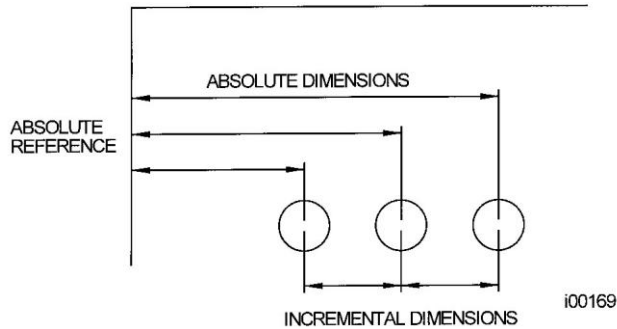 ABSOLUTE DIMENSIONS
ABSOLUTE
REFERENCE
i00169
INCREMENTAL DIMENSIONS